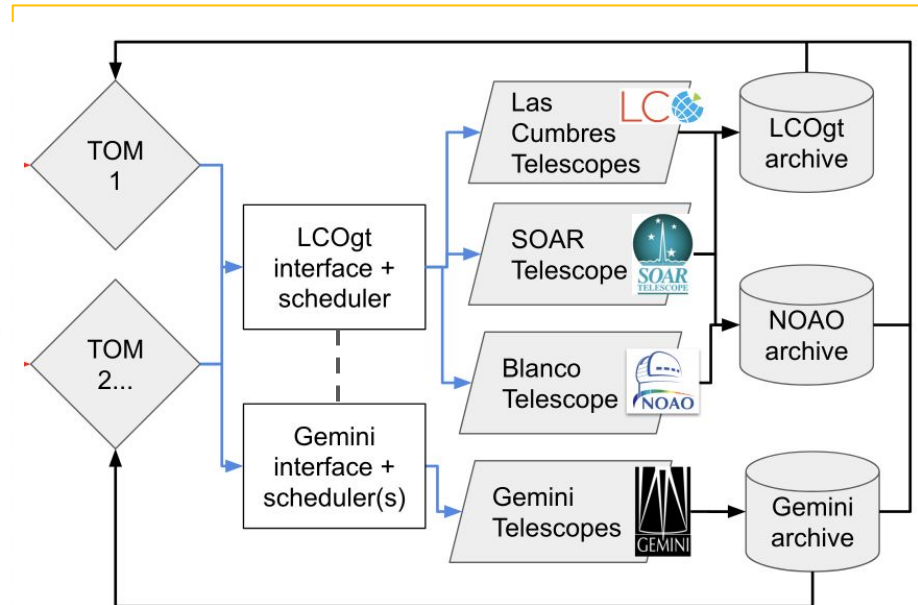 TOM
1
TOM
2...
LCOgt
interface +
scheduler
Gemini
interface +
scheduler(s)
Las
Cumbres
Telescopes
LCO
SOAR
Telescope
SOAR
TELESCOPE
Blanco
Telescope
NOAO
Gemini
Telescopes
GEMINI
LCOgt
archive
NOAO
archive
Gemini
archive